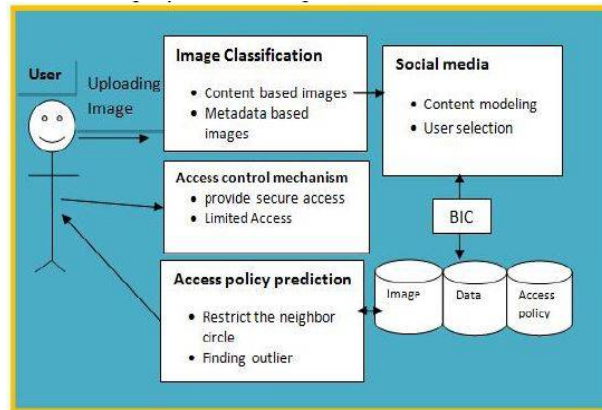 User
Uploading
Image
Image Classification
• Content based images
• Metadata based
images
Social media
• Content modeling
• User selection
Access control mechanism
• provide secure access
• Limited Access
BIC
Access policy prediction
• Restrict the neighbor
circle
• Finding outlier
Image
Data
Access
policy